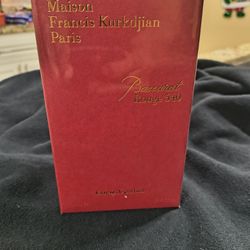 Maison
Francis Kurkdjian
Paris
Baccarat
Rouge 540